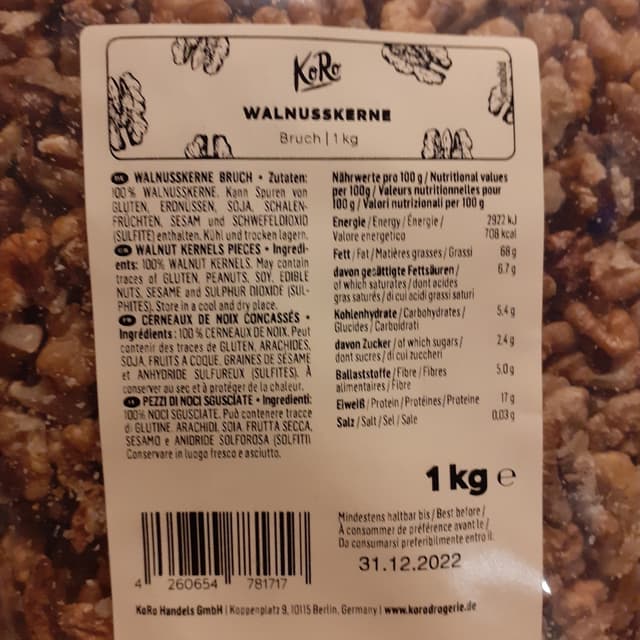 KoRo
WALNUSSKERNE
Bruch | 1 kg
WALNUSSKERNE BRUCH • Zutaten:
100% WALNUSSKERNE. Kann Spuren von
GLUTEN, ERDNÜSSEN, SOJA, SCHALEN-
FRÜCHTEN, SESAM und SCHWEFELDIOXID
(SULFITE) enthalten. Kühl und trocken lagern.
WALNUT KERNELS PIECES • Ingredi-
ents: 100% WALNUT KERNELS. May contain
traces of GLUTEN, PEANUTS, SOY, EDIBLE
NUTS, SESAME and SULPHUR DIOXIDE (SUL-
PHITES). Store in a cool and dry place.
CERNEAUX DE NOIX CONCASSÉS •
Ingrédients: 100 % CERNEAUX DE NOIX. Peut
contenir des traces de GLUTEN, ARACHIDES,
SOJA, FRUITS A COQUE, GRAINES DE SÉSAME
et ANHYDRIDE SULFUREUX (SULFITES). À
conserver au sec et à protéger de la chaleur.
PEZZI DI NOCI SGUSCIATE • Ingredienti:
100% NOCI SGUSCIATE. Può contenere tracce
di GLUTINE, ARACHIDI, SOIA, FRUTTA SECCA,
SESAMO e ANIDRIDE SOLFOROSA (SOLFITI)
Conservare in luogo fresco e asciutto.
Nährwerte pro 100 g / Nutritional values
per 100g / Valeurs nutritionnelles pour
100 g / Valori nutrizionali per 100 g
Energie / Energy / Énergie / 2922 kJ
Valore energetico 708 kcal
Fett / Fat / Matières grasses / Grassi 68 g
davon gesättigte Fettsäuren / 6.7 g
of which saturates / dont acides
gras saturés / di cui acidi grassi saturi
Kohlenhydrate / Carbohydrates / 5.4 g
Glucides / Carboidrati
davon Zucker / of which sugars / 2.4 g
dont sucres / di cui zuccheri
Ballaststoffe / Fibre / Fibres 5.0 g
alimentaires / Fibre
Eiweiß / Protein / Protéines / Proteine 17 g
Salz / Salt / Sel / Sale 0,03 g
1 kg e
Mindestens haltbar bis / Best before /
À consommer de préférence avant le /
Da consumarsi preferibilmente entro il:
31.12.2022
4 260654 781717
KoRo Handels GmbH | Koppenplatz 9, 10115 Berlin, Germany | www.korodrogerie.de